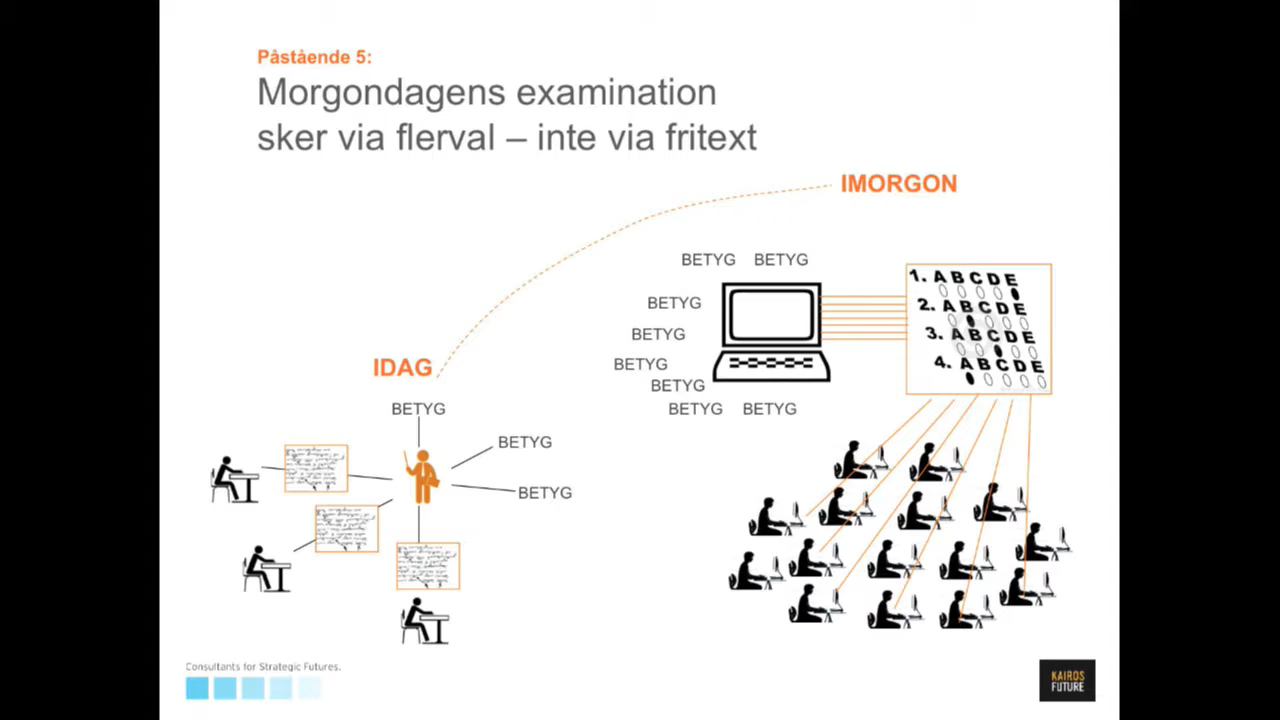 Påstående 5:
Morgondagens examination
sker via flerval – inte via fritext
IMORGON
BETYG BETYG
BETYG
BETYG
BETYG
BETYG
BETYG BETYG
1. A B C D E
2. A B C D E
3. A B C D E
4. A B C D E
IDAG
BETYG
BETYG
BETYG
Consultants for Strategic Futures.
KAIROS
FUTURE